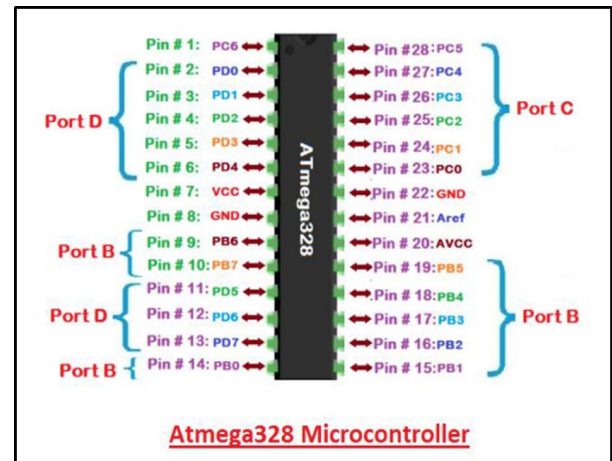 Pin # 1: PC6
Pin # 2: PD0
Pin # 3: PD1
Pin # 4: PD2
Pin # 5: PD3
Pin # 6: PD4
Port D
Pin # 7: VCC
Pin # 8: GND
Pin # 9: PB6
Pin # 10: PB7
Port B
Pin # 11: PD5
Pin # 12: PD6
Pin # 13: PD7
Port D
Pin # 14: PB0
Port B
ATmega328
Pin #28:PC5
Pin #27:PC4
Pin #26:PC3
Pin #25:PC2
Pin # 24:PC1
Pin # 23:PC0
Port C
Pin # 22:GND
Pin # 21:Aref
Pin # 20:AVCC
Pin # 19:PB5
Pin # 18:PB4
Pin # 17:PB3
Pin # 16:PB2
Pin # 15:PB1
Port B
Atmega328 Microcontroller